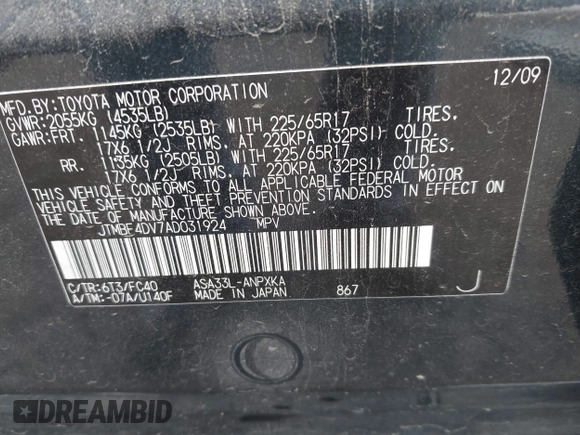 12/09
MFD.BY:TOYOTA MOTOR CORPORATION
GVWR:2055KG (4535LB)
GAWR:FRT. 1145KG (2535LB) WITH 225/65R17 TIRES.
17X6 1/2J RIMS. AT 220KPA (32PSI) COLD.
RR. 1135KG (2505LB) WITH 225/65R17 TIRES.
17X6 1/2J RIMS. AT 220KPA (32PSI) COLD.
THIS VEHICLE CONFORMS TO ALL APPLICABLE FEDERAL MOTOR
VEHICLE SAFETY AND THEFT PREVENTION STANDARDS IN EFFECT ON
THE DATE OF MANUFACTURE SHOWN ABOVE.
JTMBF4DV7AD031924 MPV
C/TR:6T3/FC40 ASA33L-ANPXKA
A/TM:-07A/U140F MADE IN JAPAN 867
J
DREAMBID